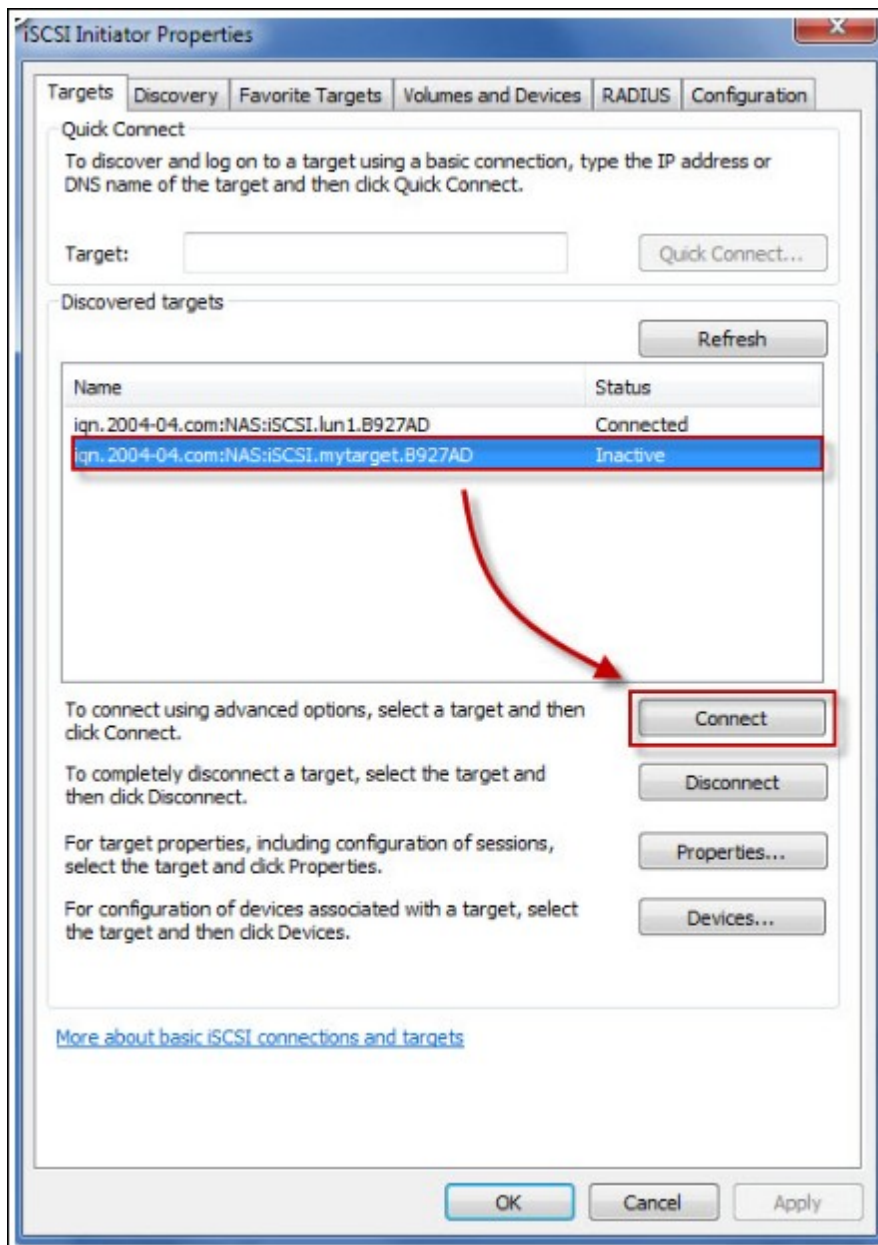 iSCSI Initiator Properties
Targets Discovery Favorite Targets Volumes and Devices RADIUS Configuration
Quick Connect
To discover and log on to a target using a basic connection, type the IP address or
DNS name of the target and then click Quick Connect.
Target: Quick Connect...
Discovered targets
Refresh
Name Status
iqn.2004-04.com:NAS:iSCSI.lun1.B927AD Connected
iqn.2004-04.com:NAS:iSCSI.mytarget.B927AD Inactive
To connect using advanced options, select a target and then
click Connect.
Connect
To completely disconnect a target, select the target and
then click Disconnect.
Disconnect
For target properties, including configuration of sessions,
select the target and click Properties.
Properties...
For configuration of devices associated with a target, select
the target and then click Devices.
Devices...
More about basic iSCSI connections and targets
OK Cancel Apply